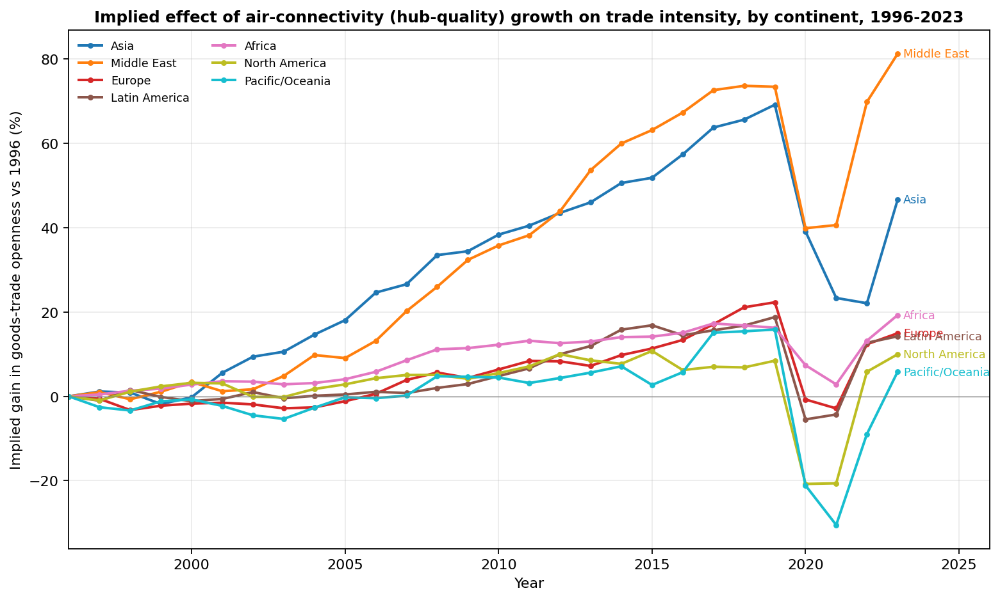 Implied effect of air-connectivity (hub-quality) growth on trade intensity, by continent, 1996-2023
Asia
Middle East
Europe
Latin America
Africa
North America
Pacific/Oceania
Implied gain in goods-trade openness vs 1996 (%)
80
60
40
20
0
−20
Middle East
Asia
Africa
Europe
Latin America
North America
Pacific/Oceania
2000
2005
2010
2015
2020
2025
Year